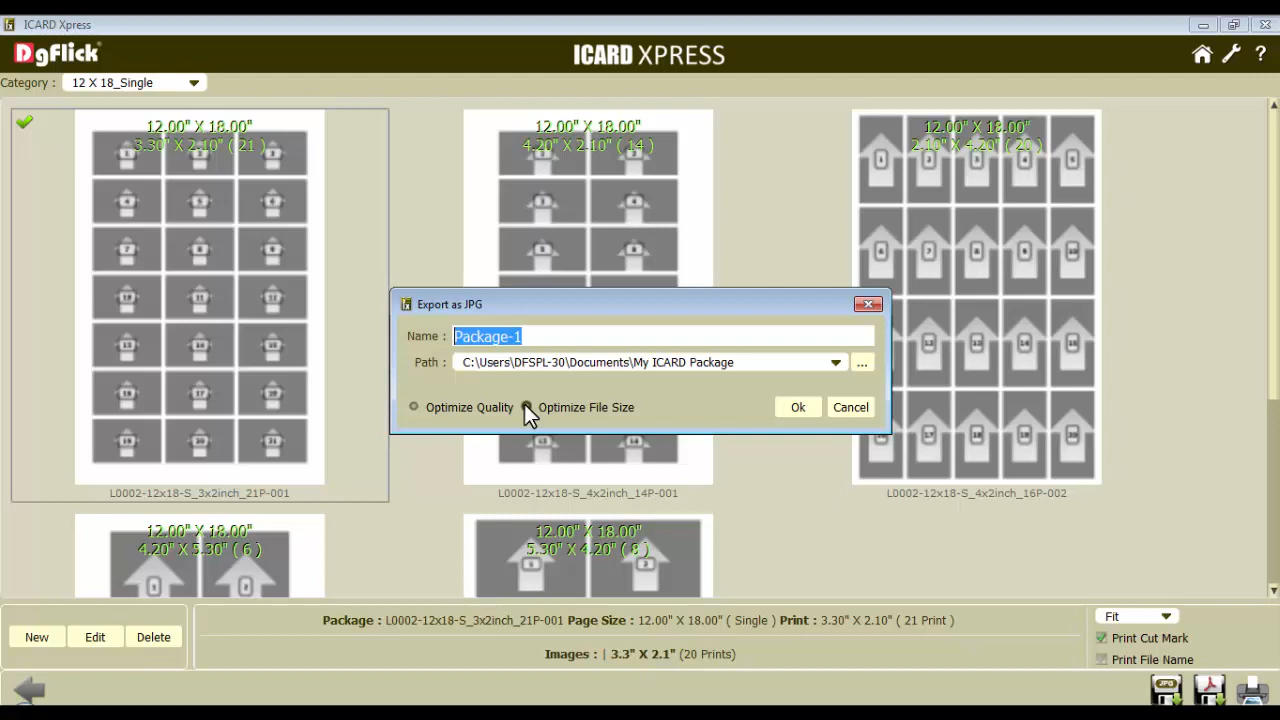 ICARD Xpress
DgFlick
ICARD XPRESS
?
Category : 12 X 18_Single
12.00" X 18.00"
3.30" X 2.10" ( 21 )
12.00" X 18.00"
4.20" X 2.10" ( 14 )
12.00" X 18.00"
2.10" X 4.20" ( 20 )
Export as JPG
Name : Package-1
Path : C:\Users\DFSPL-30\Documents\My ICARD Package
...
Optimize Quality
Optimize File Size
Ok
Cancel
L0002-12x18-S_3x2inch_21P-001
L0002-12x18-S_4x2inch_14P-001
L0002-12x18-S_4x2inch_16P-002
12.00" X 18.00"
4.20" X 5.30" ( 6 )
12.00" X 18.00"
5.30" X 4.20" ( 8 )
New
Edit
Delete
Package : L0002-12x18-S_3x2inch_21P-001 Page Size : 12.00" X 18.00" ( Single ) Print : 3.30" X 2.10" ( 21 Print )
Images : | 3.3" X 2.1" (20 Prints)
Fit
Print Cut Mark
Print File Name
JPG